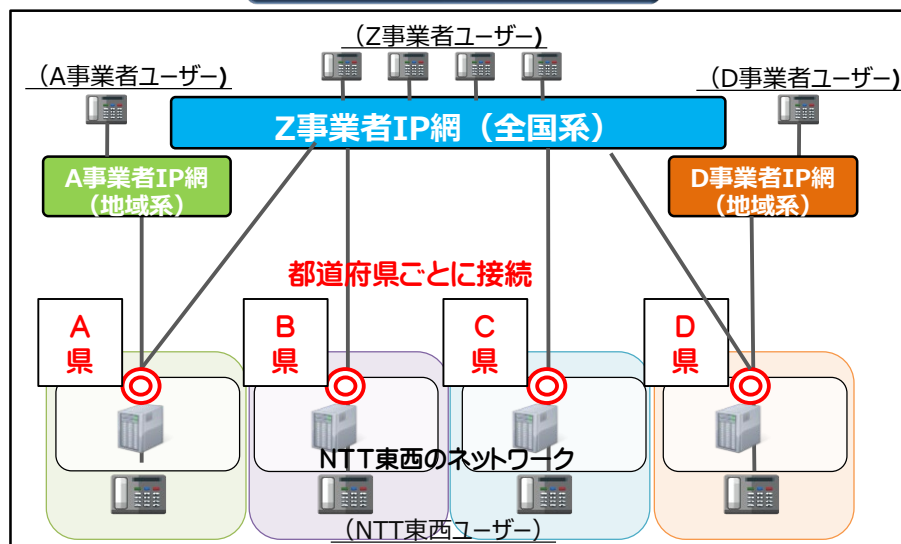 (Z事業者ユーザー)
(A事業者ユーザー)
(D事業者ユーザー)
Z事業者IP網（全国系）
A事業者IP網
（地域系）
D事業者IP網
（地域系）
都道府県ごとに接続
A
県
B
県
C
県
D
県
NTT東西のネットワーク
(NTT東西ユーザー)